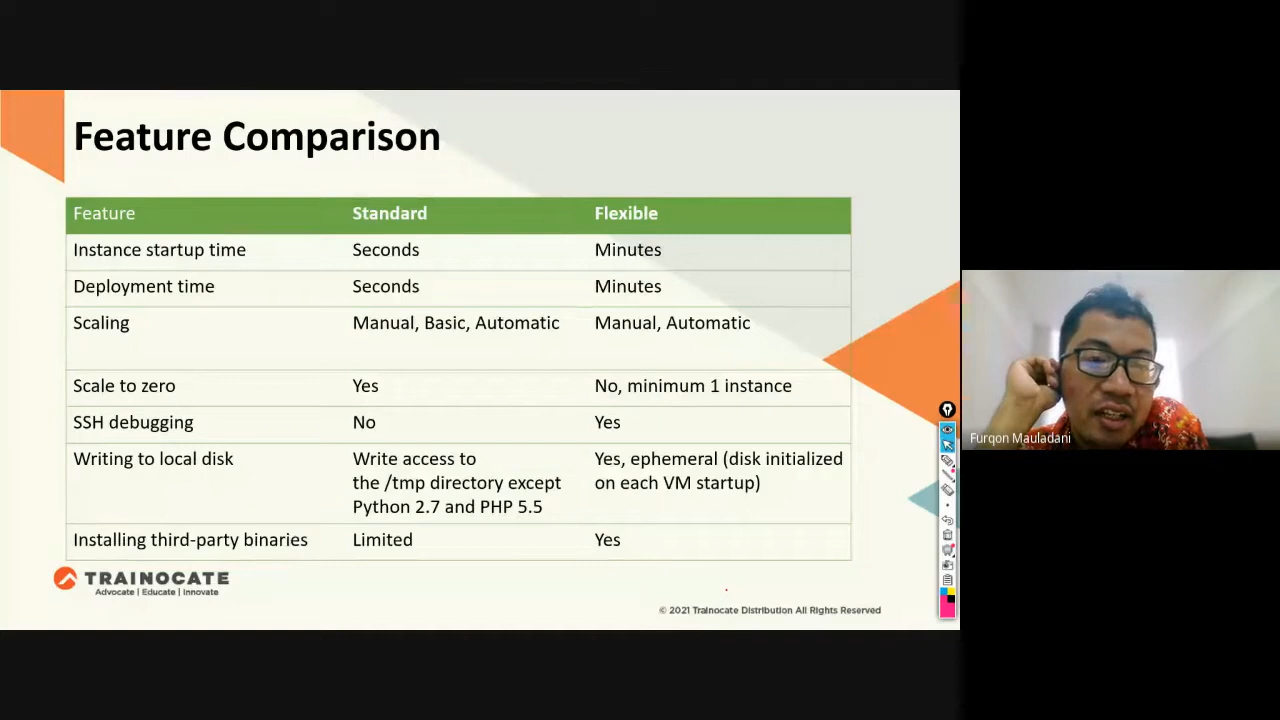 Feature Comparison
Feature Standard Flexible
Instance startup time Seconds Minutes
Deployment time Seconds Minutes
Scaling Manual, Basic, Automatic Manual, Automatic
Scale to zero Yes No, minimum 1 instance
SSH debugging No Yes
Writing to local disk Write access to Yes, ephemeral (disk initialized
the /tmp directory except on each VM startup)
Python 2.7 and PHP 5.5
Installing third-party binaries Limited Yes
TRAINOCATE
Advocate | Educate | Innovate
© 2021 Trainocate Distribution All Rights Reserved
Furqon Mauladani